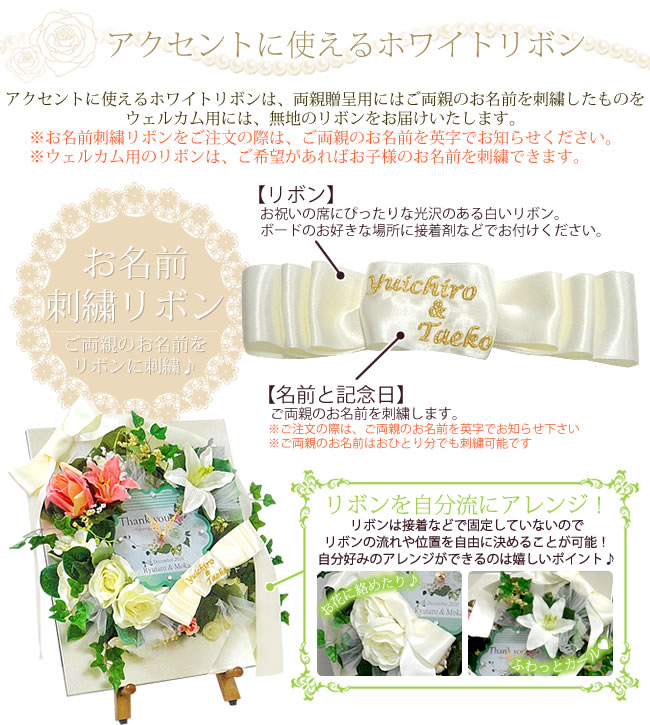 アクセントに使えるホワイトリボン
アクセントに使えるホワイトリボンは、両親贈呈用にはご両親のお名前を刺繍したものを
ウェルカム用には、無地のリボンをお届けいたします。
※お名前刺繍リボンをご注文の際は、ご両親のお名前を英字でお知らせください。
※ウェルカム用のリボンは、ご希望があればお子様のお名前を刺繍できます。
【リボン】
お祝いの席にぴったりな光沢のある白いリボン。
ボードのお好きな場所に接着剤などでお付けください。
お名前
刺繍リボン
ご両親のお名前を
リボンに刺繍♪
Yuichiro
&
Taeko
【名前と記念日】
ご両親のお名前を刺繍します。
※ご注文の際は、ご両親のお名前を英字でお知らせ下さい
※ご両親のお名前はおひとり分でも刺繍可能です
Thank you
December 2020
Ryutaro & Moka
Yuichiro
&
Taeko
リボンを自分流にアレンジ！
リボンは接着などで固定していないので
リボンの流れや位置を自由に決めることが可能！
自分好みのアレンジができるのは嬉しいポイント♪
お花に絡めたり♪
December 2020
Ryutaro & Moka
ふわっとカール♥